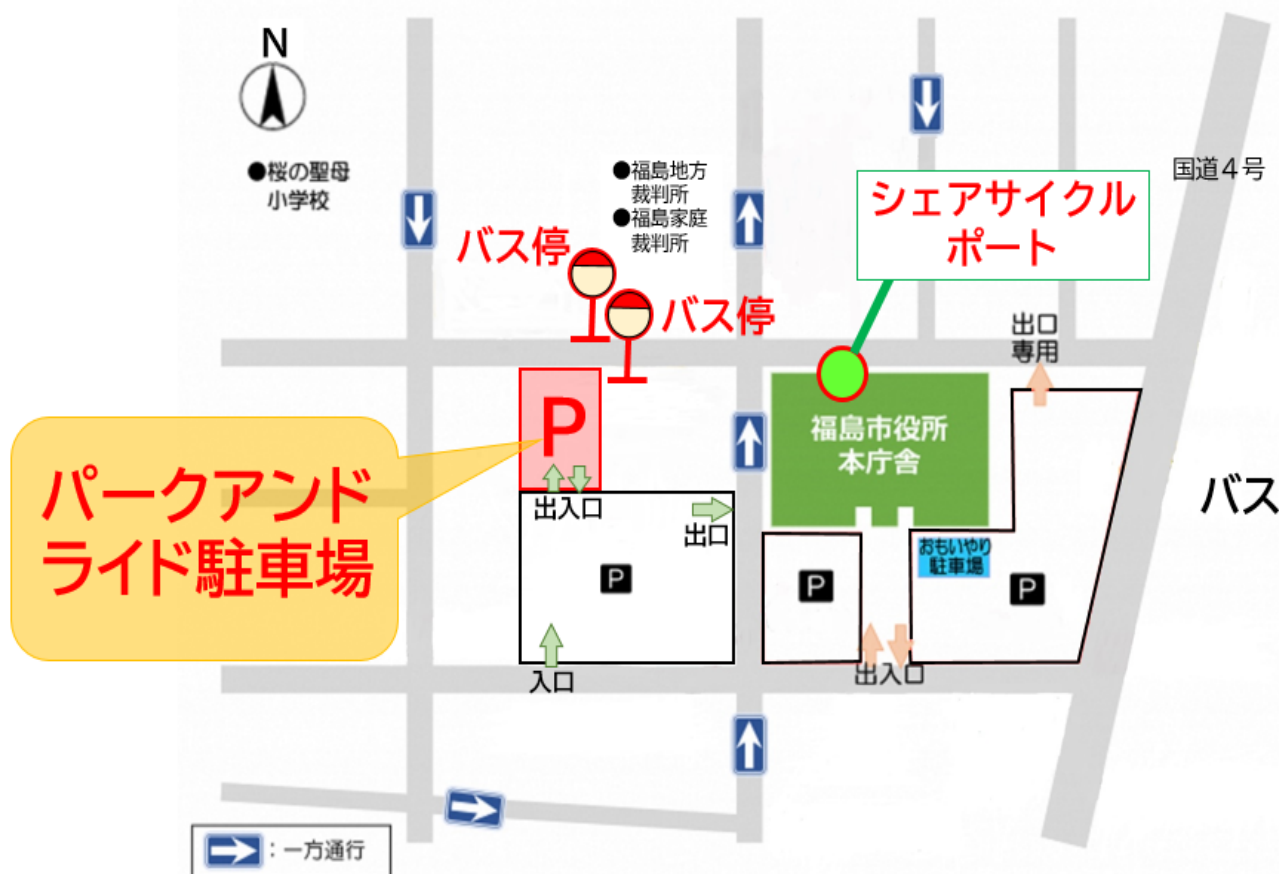 N
●桜の聖母
小学校
●福島地方
裁判所
●福島家庭
裁判所
国道４号
シェアサイクル
ポート
バス停
バス停
出口
専用
P
福島市役所
本庁舎
パークアンド
ライド駐車場
出入口
出口
バス
おもいやり
駐車場
P
P
P
入口
出入口
：一方通行